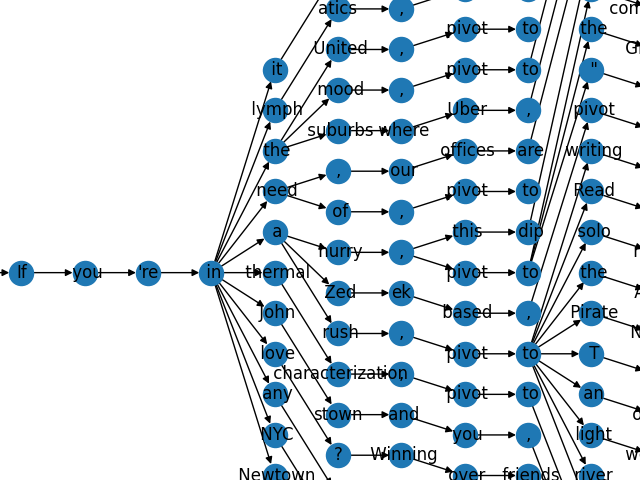 atics , con
United , pivot to the G
it mood , pivot to "
lymph Uber , pivot
the suburbs where offices are writing
need , our
of , pivot to Read
a hurry , this dip solo
If you 're in thermal pivot to the
John Zed ek based , Pirate
love rush , pivot to T
any characterization , pivot to an
NYC stown and you , light
? Winning
Newtown over friends river